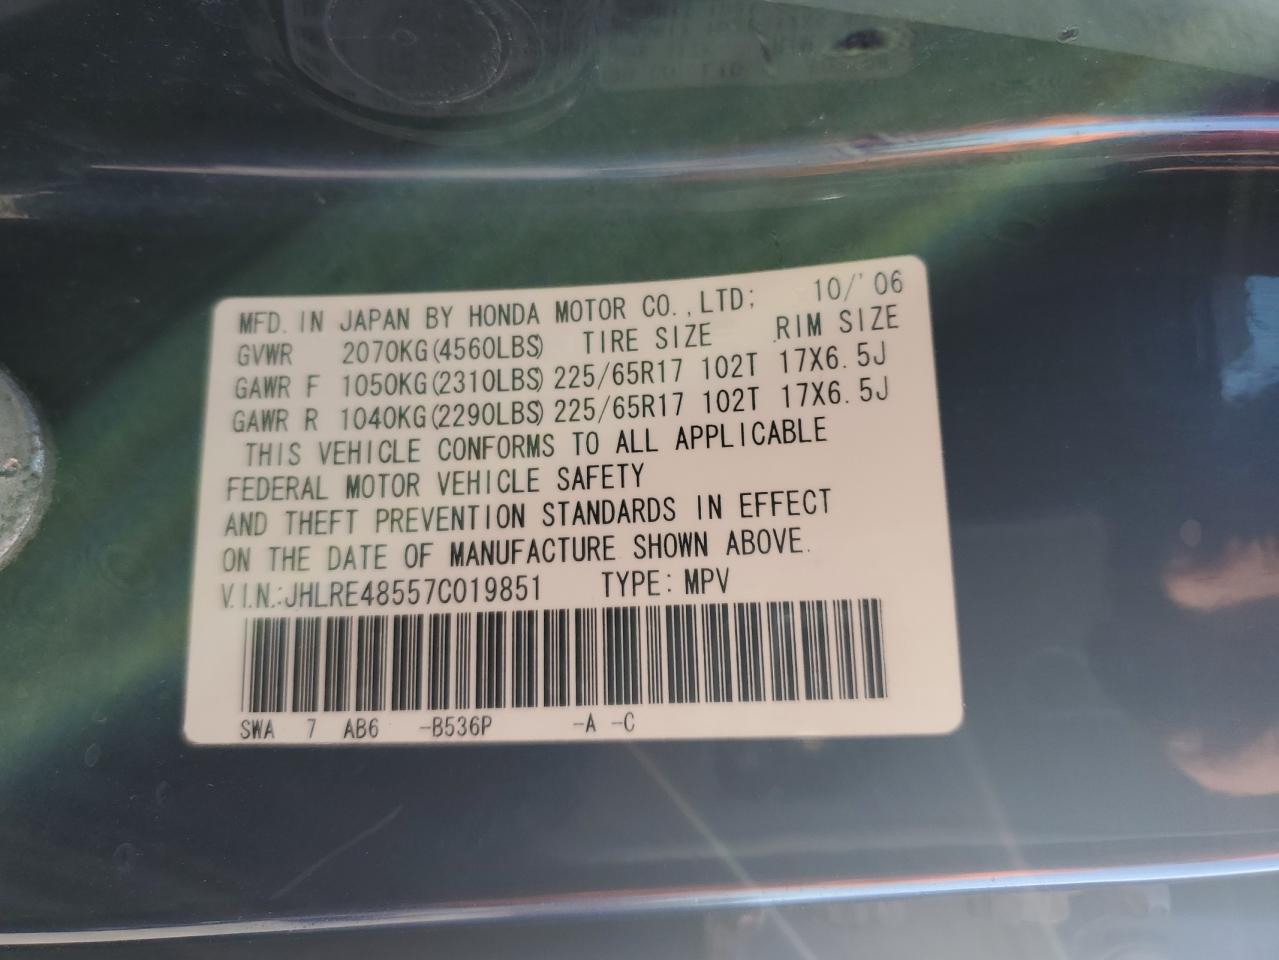 MFD. IN JAPAN BY HONDA MOTOR CO.,LTD; 10/'06
GVWR 2070KG(4560LBS) TIRE SIZE RIM SIZE
GAWR F 1050KG(2310LBS) 225/65R17 102T 17X6.5J
GAWR R 1040KG(2290LBS) 225/65R17 102T 17X6.5J
THIS VEHICLE CONFORMS TO ALL APPLICABLE
FEDERAL MOTOR VEHICLE SAFETY
AND THEFT PREVENTION STANDARDS IN EFFECT
ON THE DATE OF MANUFACTURE SHOWN ABOVE.
V.I.N.:JHLRE48557C019851 TYPE: MPV
SWA 7 AB6 -B536P -A -C